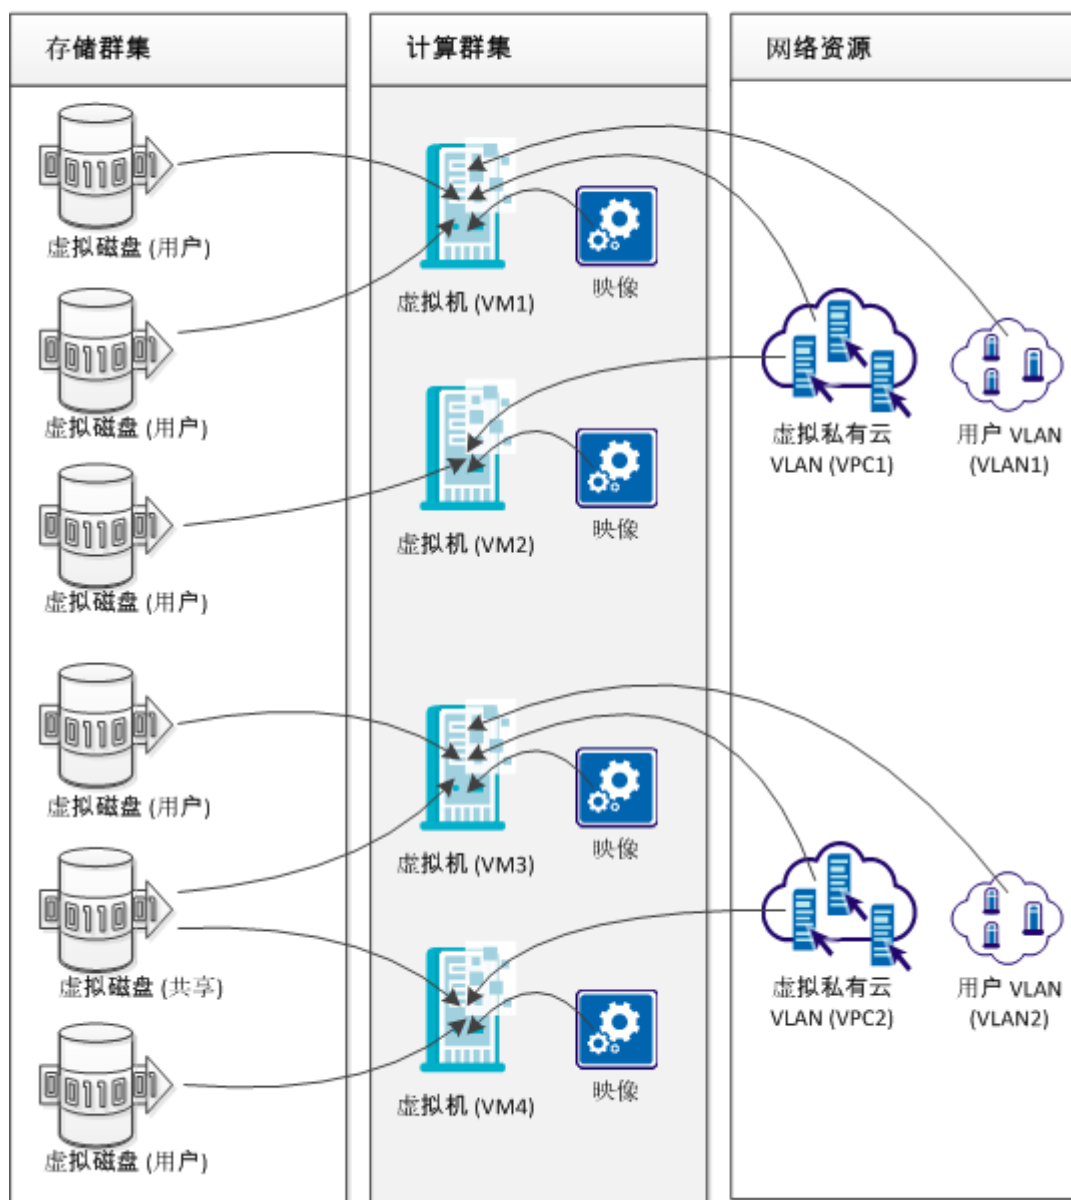 存储群集
计算群集
网络资源
虚拟磁盘 (用户)
虚拟磁盘 (用户)
虚拟磁盘 (用户)
虚拟磁盘 (用户)
虚拟磁盘 (共享)
虚拟磁盘 (用户)
虚拟机 (VM1)
映像
虚拟机 (VM2)
映像
虚拟机 (VM3)
映像
虚拟机 (VM4)
映像
虚拟私有云
VLAN (VPC1)
用户 VLAN
(VLAN1)
虚拟私有云
VLAN (VPC2)
用户 VLAN
(VLAN2)